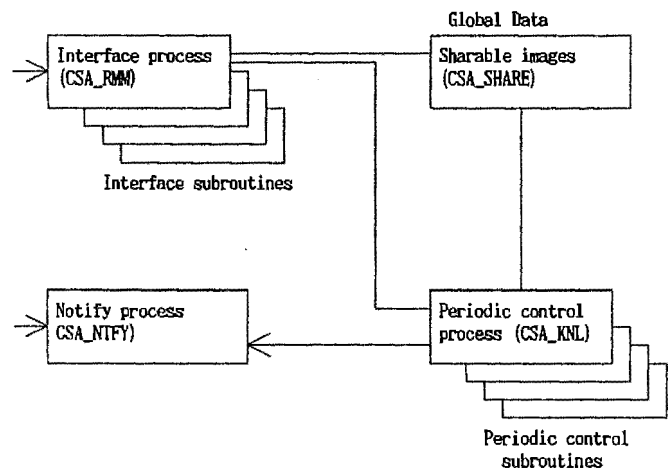 Global Data
Interface process
(CSA_RMM)
Sharable images
(CSA_SHARE)
Interface subroutines
Notify process
CSA_NTFY)
Periodic control
process (CSA_KNL)
Periodic control
subroutines